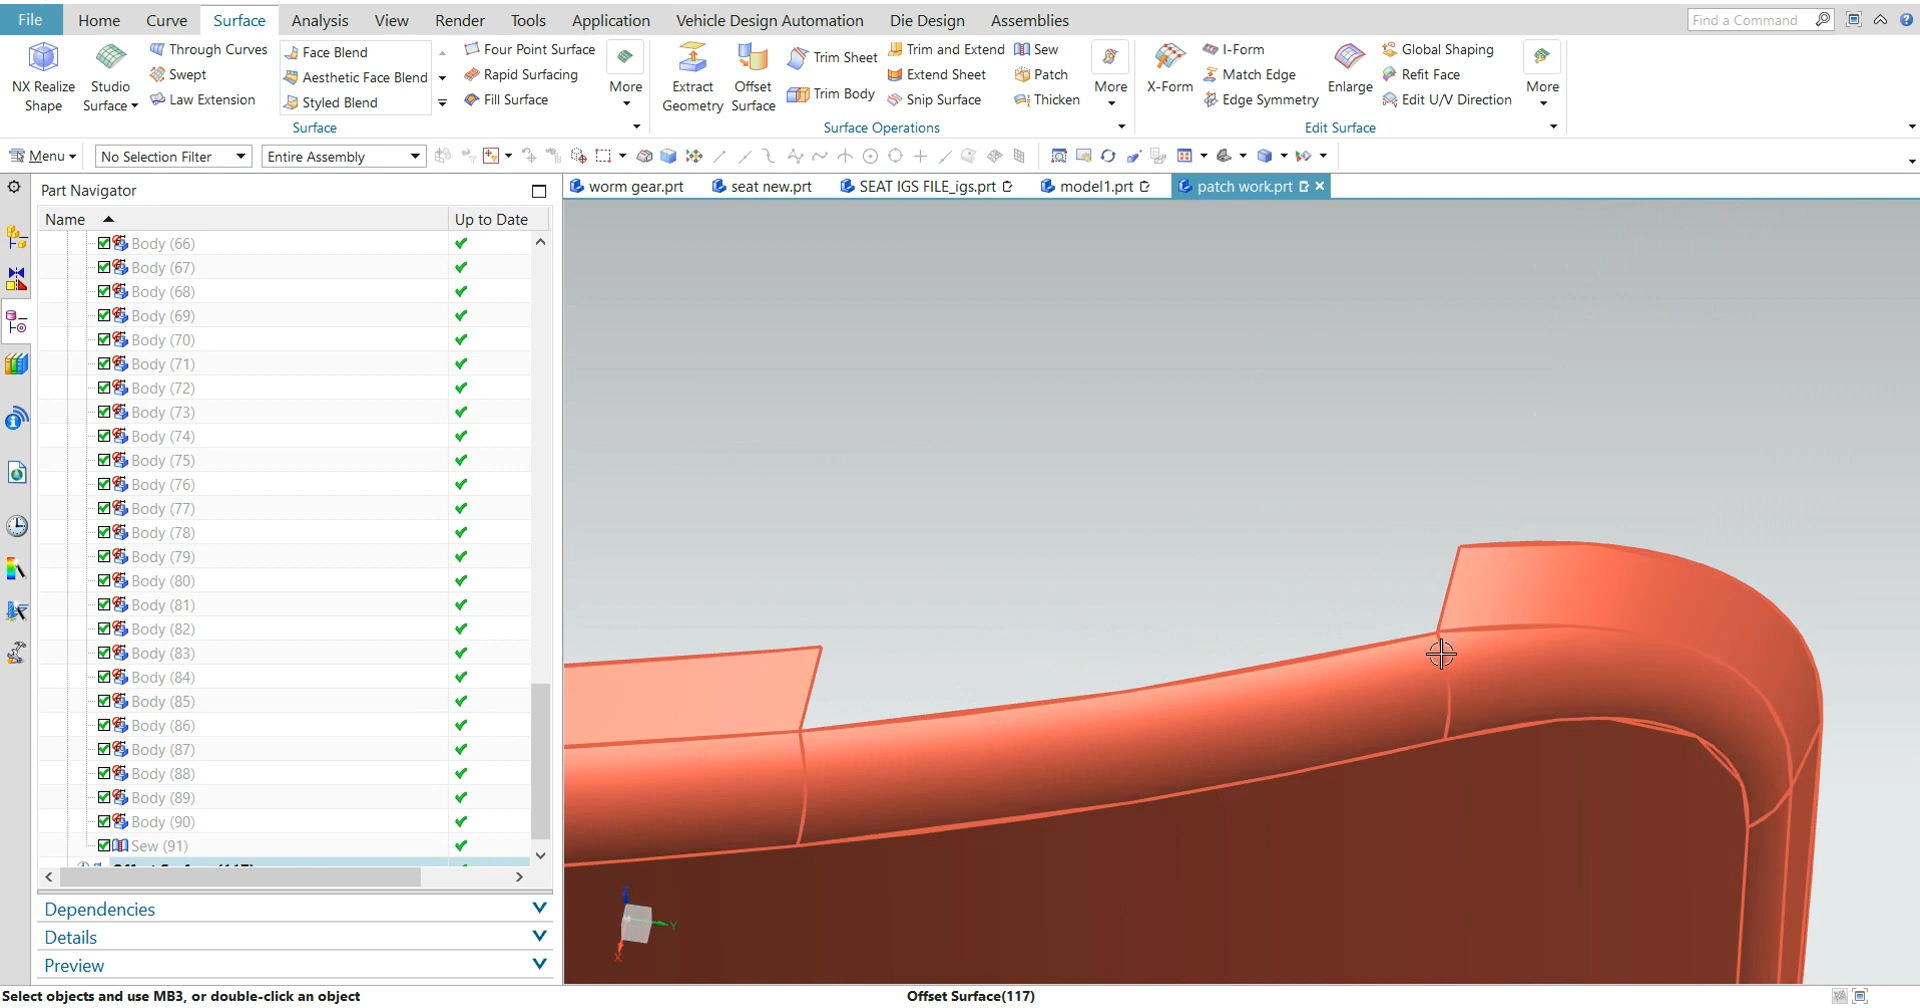 File Home Curve Surface Analysis View Render Tools Application Vehicle Design Automation Die Design Assemblies Find a Command
NX Realize Shape
Studio Surface
Through Curves
Swept
Law Extension
Face Blend
Aesthetic Face Blend
Styled Blend
Four Point Surface
Rapid Surfacing
Fill Surface
More
Surface
Extract Geometry
Offset Surface
Trim Sheet
Trim Body
Trim and Extend
Extend Sheet
Snip Surface
Sew
Patch
Thicken
More
Surface Operations
X-Form
I-Form
Match Edge
Edge Symmetry
Enlarge
Global Shaping
Refit Face
Edit U/V Direction
More
Edit Surface
Menu No Selection Filter Entire Assembly
Part Navigator
worm gear.prt seat new.prt SEAT IGS FILE_igs.prt model1.prt patch work.prt
Name Up to Date
Body (66)
Body (67)
Body (68)
Body (69)
Body (70)
Body (71)
Body (72)
Body (73)
Body (74)
Body (75)
Body (76)
Body (77)
Body (78)
Body (79)
Body (80)
Body (81)
Body (82)
Body (83)
Body (84)
Body (85)
Body (86)
Body (87)
Body (88)
Body (89)
Body (90)
Sew (91)
Dependencies
Details
Preview
Z
Y
X
Select objects and use MB3, or double-click an object Offset Surface(117)